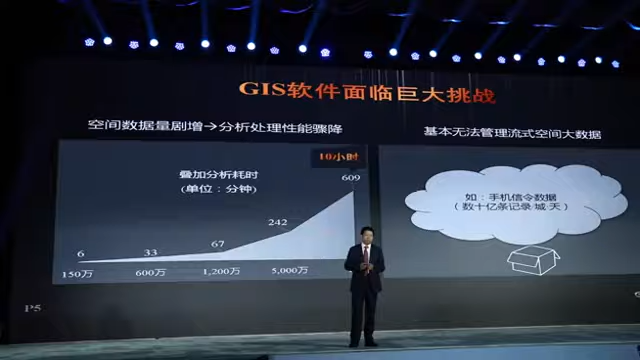 GIS软件面临巨大挑战
空间数据量剧增→分析处理性能骤降
基本无法管理流式空间大数据
10小时
叠加分析耗时
(单位：分钟)
609
242
67
33
6
150万
600万
1,200万
5,000万
如：手机信令数据
（数十亿条记录/城/天）
P5